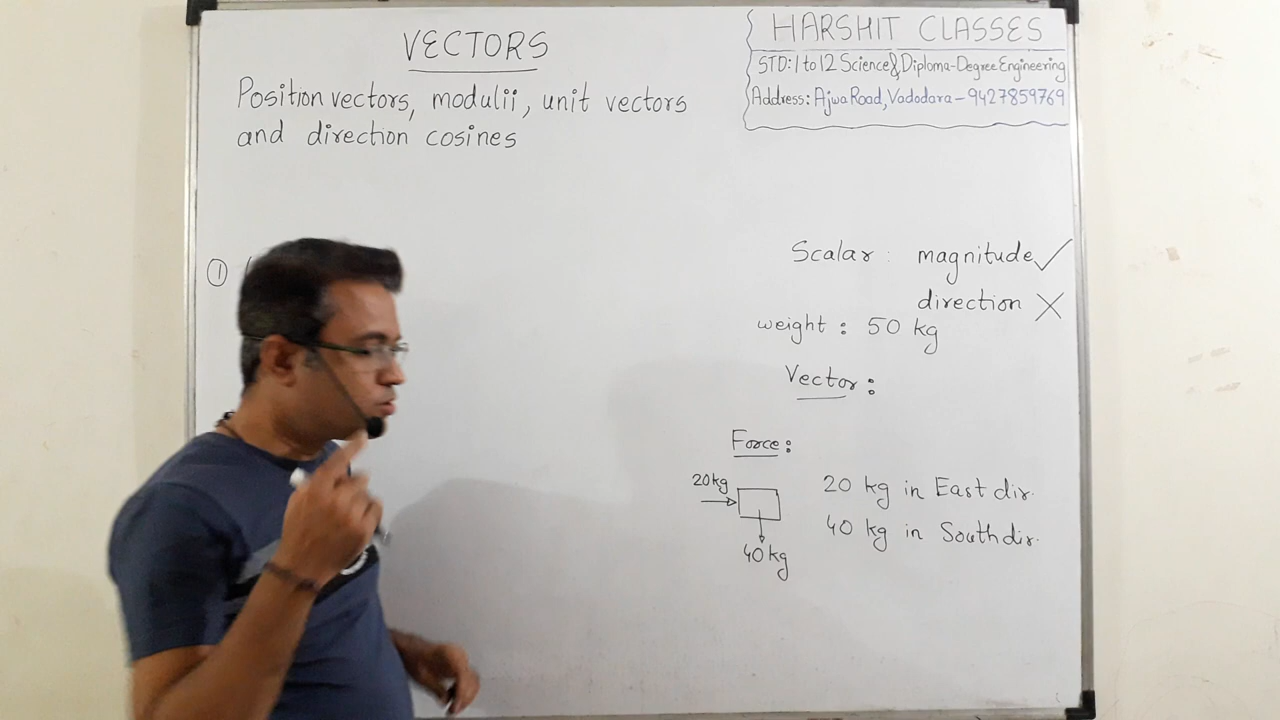 VECTORS
Position vectors, modulii, unit vectors
and direction cosines
HARSHIT CLASSES
STD: 1 to 12 Science & Diploma-Degree Engineering
Address: Ajwa Road, Vadodara - 9427859769
①
Scalar : magnitude ✓
direction ✗
weight : 50 kg
Vector :
Force :
20 kg
40 kg
20 kg in East dir.
40 kg in South dir.